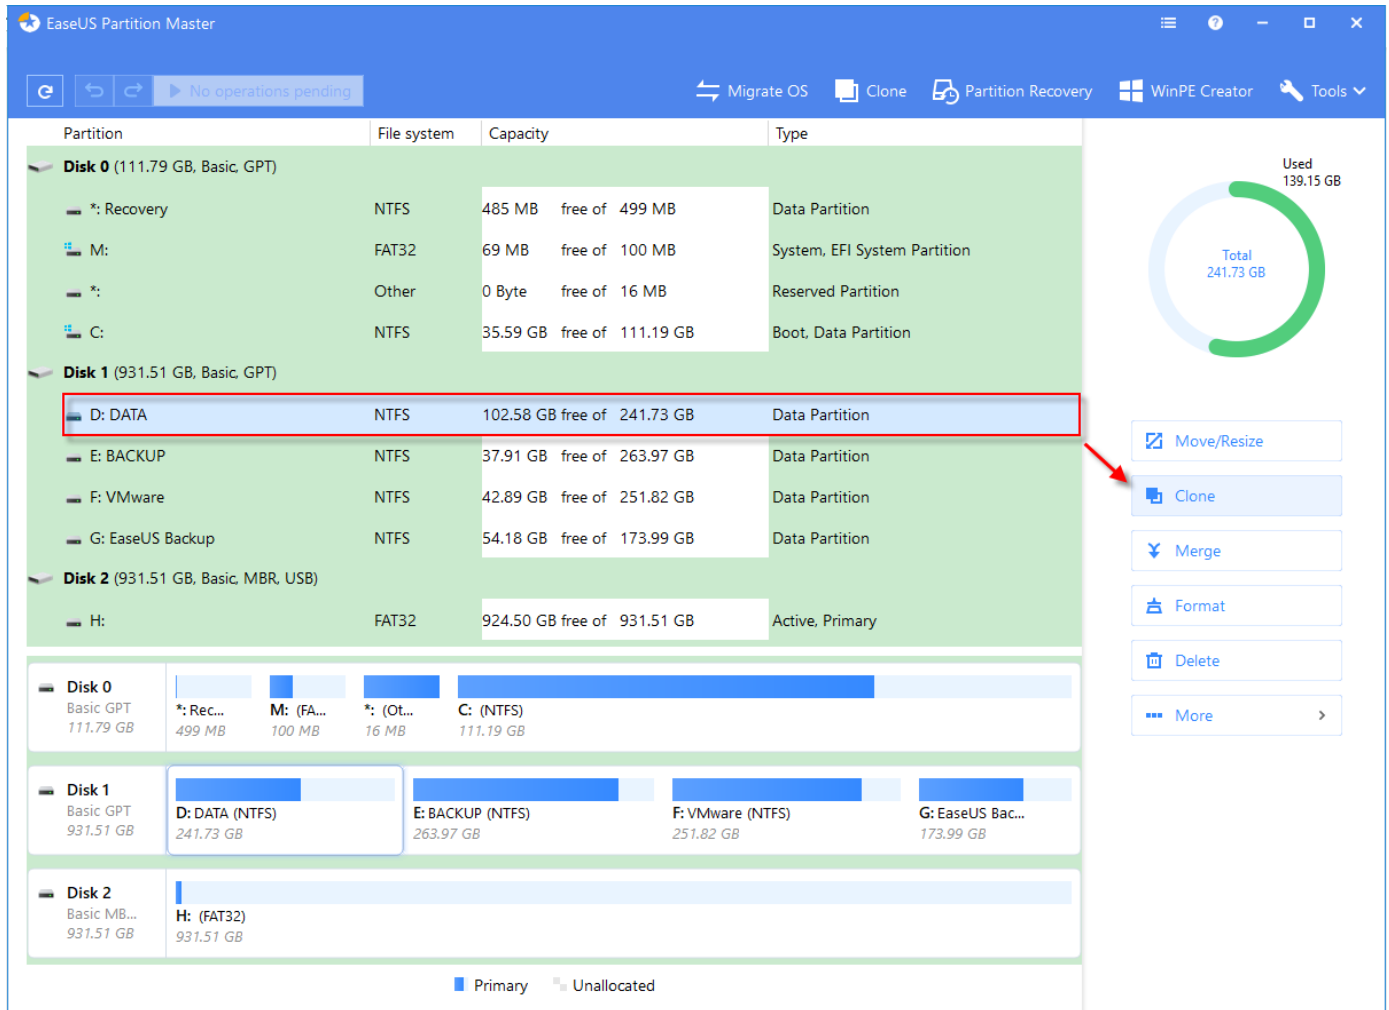 EaseUS Partition Master
No operations pending
Migrate OS Clone Partition Recovery WinPE Creator Tools
Partition File system Capacity Type
Disk 0 (111.79 GB, Basic, GPT)
*: Recovery NTFS 485 MB free of 499 MB Data Partition
M: FAT32 69 MB free of 100 MB System, EFI System Partition
*: Other 0 Byte free of 16 MB Reserved Partition
C: NTFS 35.59 GB free of 111.19 GB Boot, Data Partition
Disk 1 (931.51 GB, Basic, GPT)
D: DATA NTFS 102.58 GB free of 241.73 GB Data Partition
E: BACKUP NTFS 37.91 GB free of 263.97 GB Data Partition
F: VMware NTFS 42.89 GB free of 251.82 GB Data Partition
G: EaseUS Backup NTFS 54.18 GB free of 173.99 GB Data Partition
Disk 2 (931.51 GB, Basic, MBR, USB)
H: FAT32 924.50 GB free of 931.51 GB Active, Primary
Used
139.15 GB
Total
241.73 GB
Move/Resize
Clone
Merge
Format
Delete
More
Disk 0
Basic GPT
111.79 GB
*: Rec... M: (FA... *: (Ot... C: (NTFS)
499 MB 100 MB 16 MB 111.19 GB
Disk 1
Basic GPT
931.51 GB
D: DATA (NTFS) E: BACKUP (NTFS) F: VMware (NTFS) G: EaseUS Bac...
241.73 GB 263.97 GB 251.82 GB 173.99 GB
Disk 2
Basic MB...
931.51 GB
H: (FAT32)
931.51 GB
Primary Unallocated